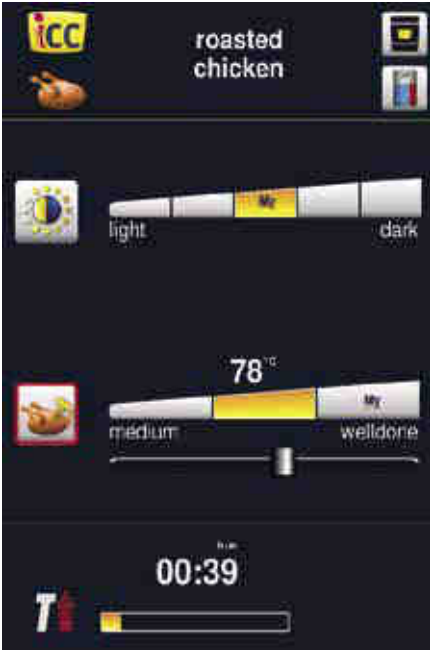 iCC
roasted
chicken
My
light
dark
78°C
My
medium
welldone
00:39
T